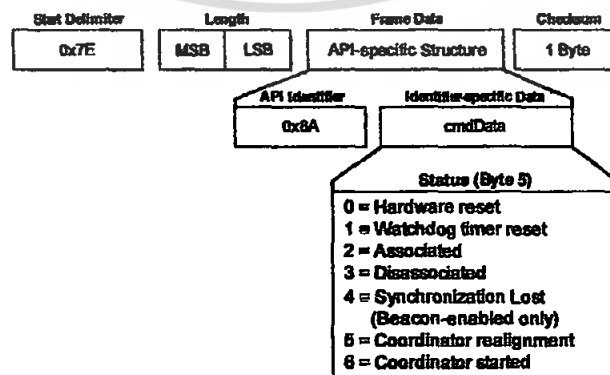 Start Delimiter Length Frame Data Checksum
0x7E MSB LSB API-specific Structure 1 Byte
API Identifier Identifier-specific Data
0x8A cmdData
Status (Byte 5)
0 = Hardware reset
1 = Watchdog timer reset
2 = Associated
3 = Disassociated
4 = Synchronization Lost
(Beacon-enabled only)
5 = Coordinator realignment
6 = Coordinator started